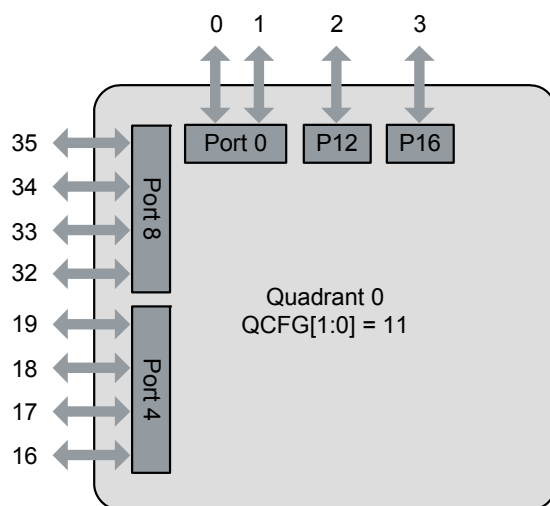 0 1 2 3
Port 0 P12 P16
35
34
33
32
Port 8
19
18
17
16
Port 4
Quadrant 0
QCFG[1:0] = 11